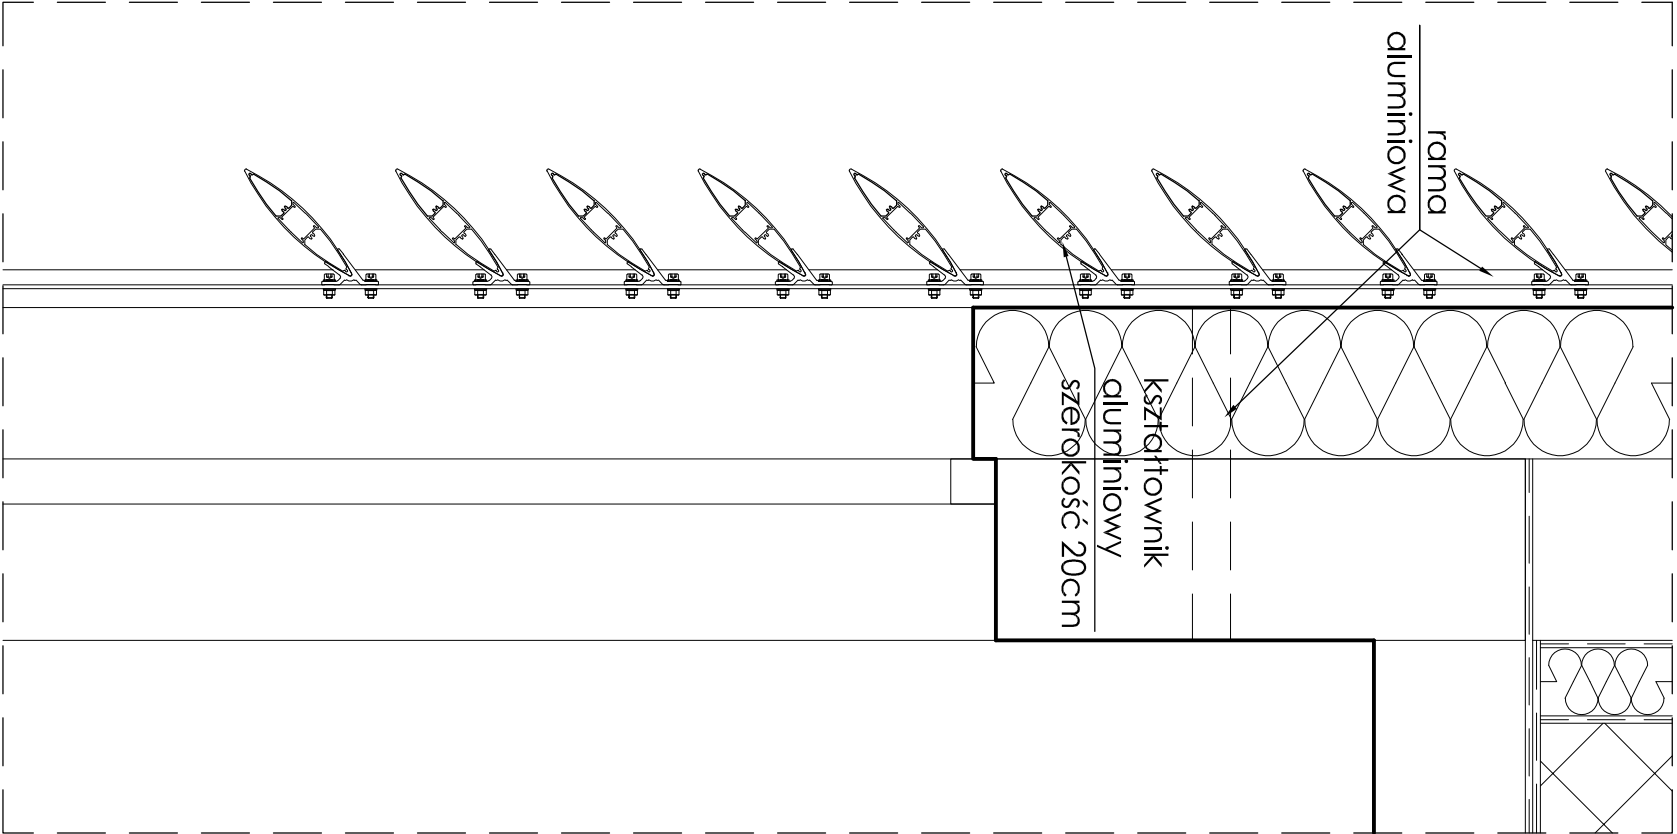 rama
aluminiowa
kształtownik
aluminiowy
szerokość 20cm